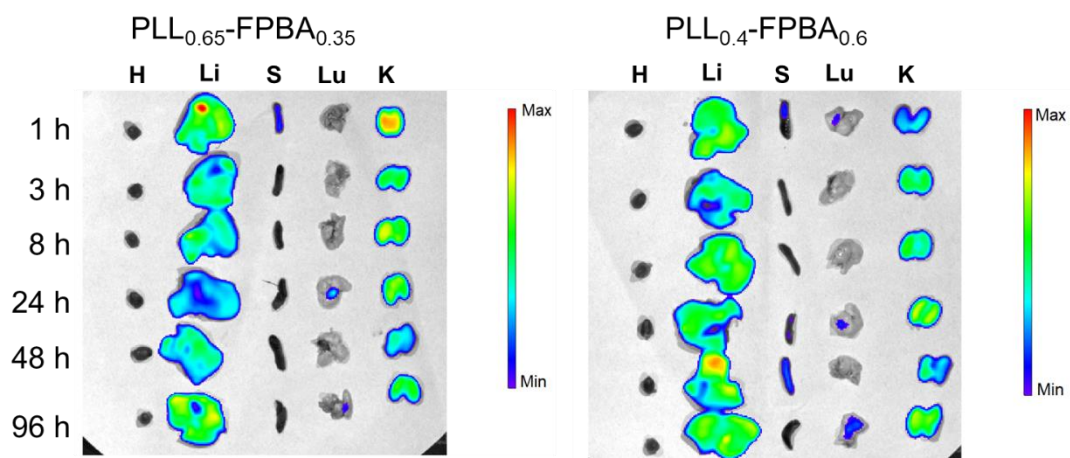 PLL0.65-FPBA0.35
PLL0.4-FPBA0.6
H Li S Lu K
H Li S Lu K
1 h
3 h
8 h
24 h
48 h
96 h
Max
Min
Max
Min